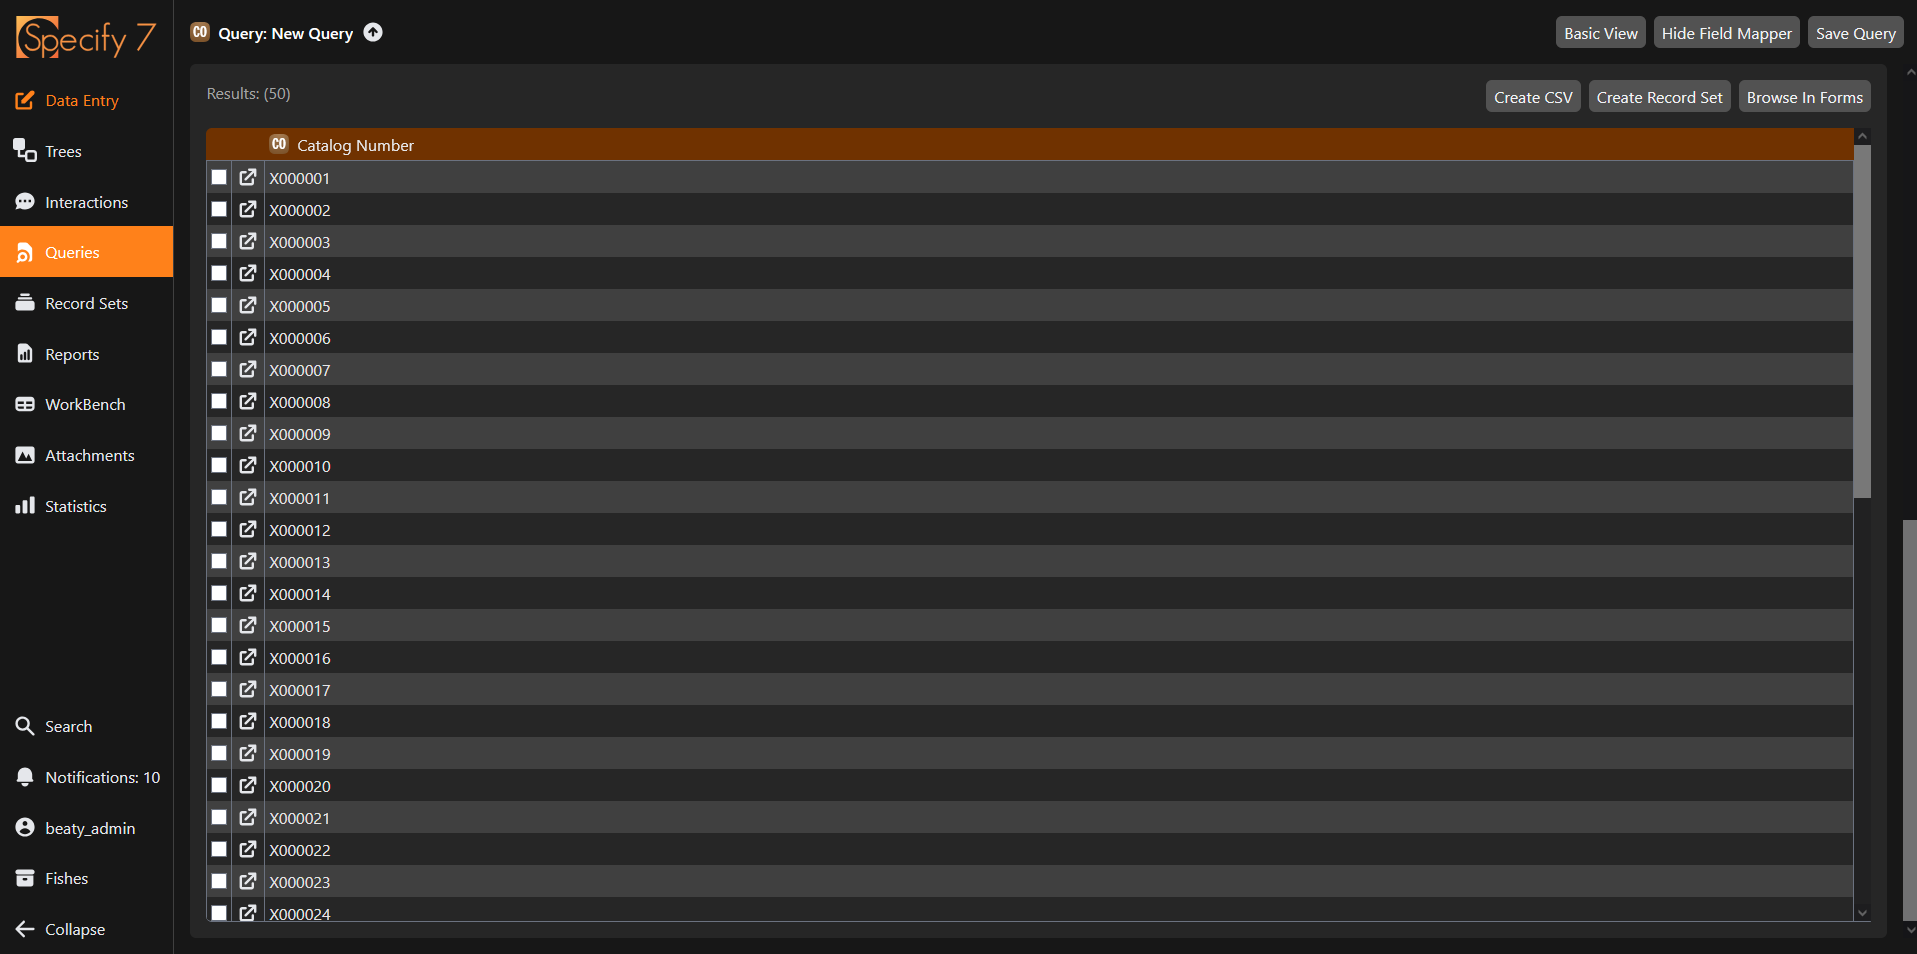 Specify 7
Data Entry
Trees
Interactions
Queries
Record Sets
Reports
WorkBench
Attachments
Statistics
Search
Notifications: 10
beaty_admin
Fishes
Collapse
CO Query: New Query
Basic View
Hide Field Mapper
Save Query
Results: (50)
Create CSV
Create Record Set
Browse In Forms
CO Catalog Number
X000001
X000002
X000003
X000004
X000005
X000006
X000007
X000008
X000009
X000010
X000011
X000012
X000013
X000014
X000015
X000016
X000017
X000018
X000019
X000020
X000021
X000022
X000023
X000024